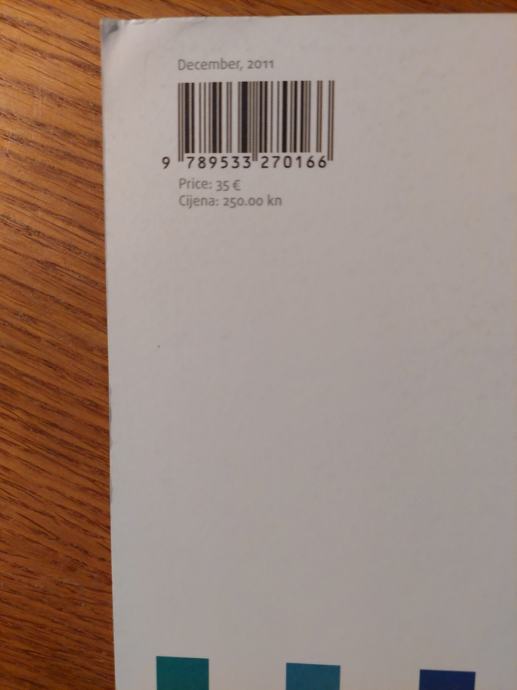 December, 2011
9 789533 270166
Price: 35 €
Cijena: 250.00 kn